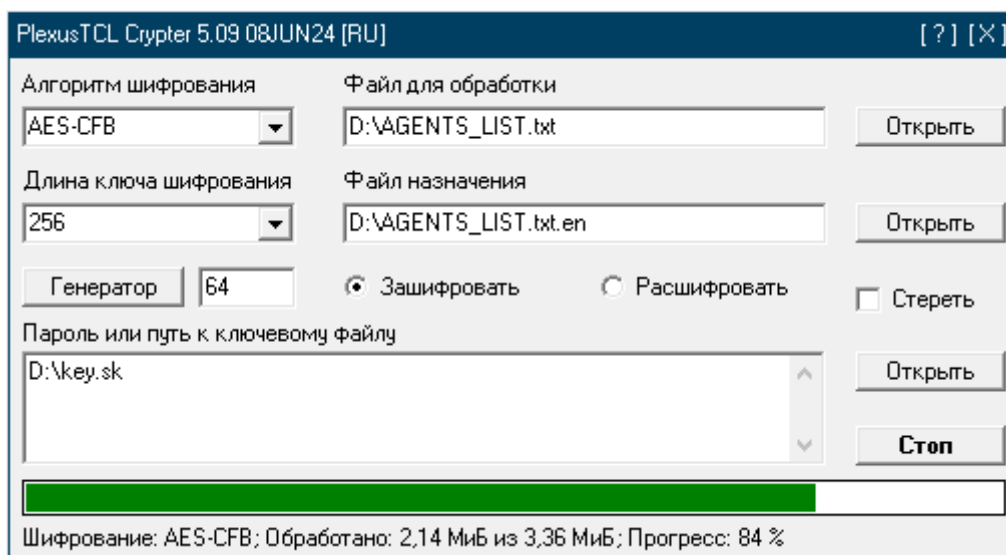 PlexusTCL Crypter 5.09 08JUN24 [RU] [ ? ] [X]
Алгоритм шифрования Файл для обработки
AES-CFB D:\AGENTS_LIST.txt Открыть
Длина ключа шифрования Файл назначения
256 D:\AGENTS_LIST.txt.en Открыть
Генератор 64 Зашифровать Расшифровать Стереть
Пароль или путь к ключевому файлу
D:\key.sk Открыть
Стоп
Шифрование: AES-CFB; Обработано: 2,14 МиБ из 3,36 МиБ; Прогресс: 84 %